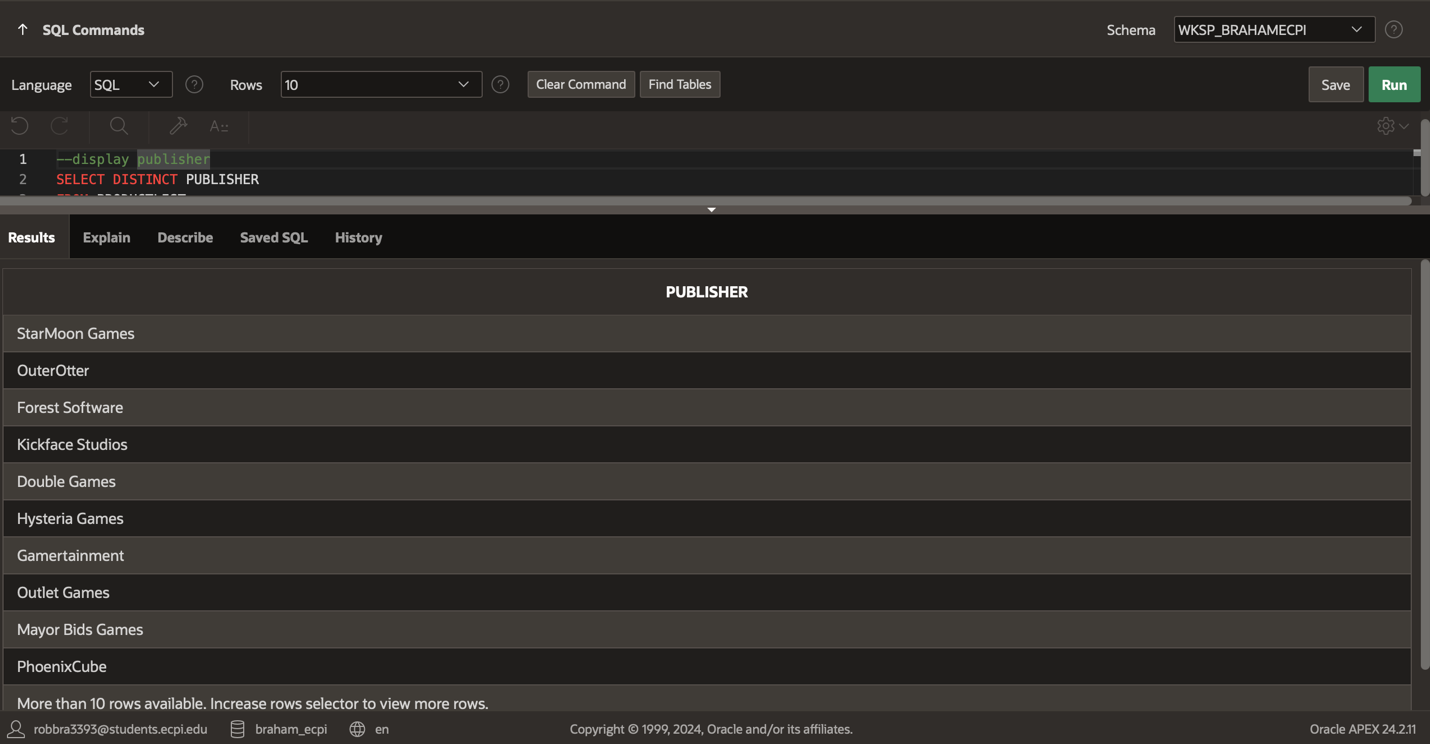 SQL Commands
Schema WKSP_BRAHAMECPI
Language SQL Rows 10 Clear Command Find Tables Save Run
1 --display publisher
2 SELECT DISTINCT PUBLISHER
Results Explain Describe Saved SQL History
PUBLISHER
StarMoon Games
OuterOtter
Forest Software
Kickface Studios
Double Games
Hysteria Games
Gamertainment
Outlet Games
Mayor Bids Games
PhoenixCube
More than 10 rows available. Increase rows selector to view more rows.
robbra3393@students.ecpi.edu braham_ecpi en Copyright © 1999, 2024, Oracle and/or its affiliates. Oracle APEX 24.2.11